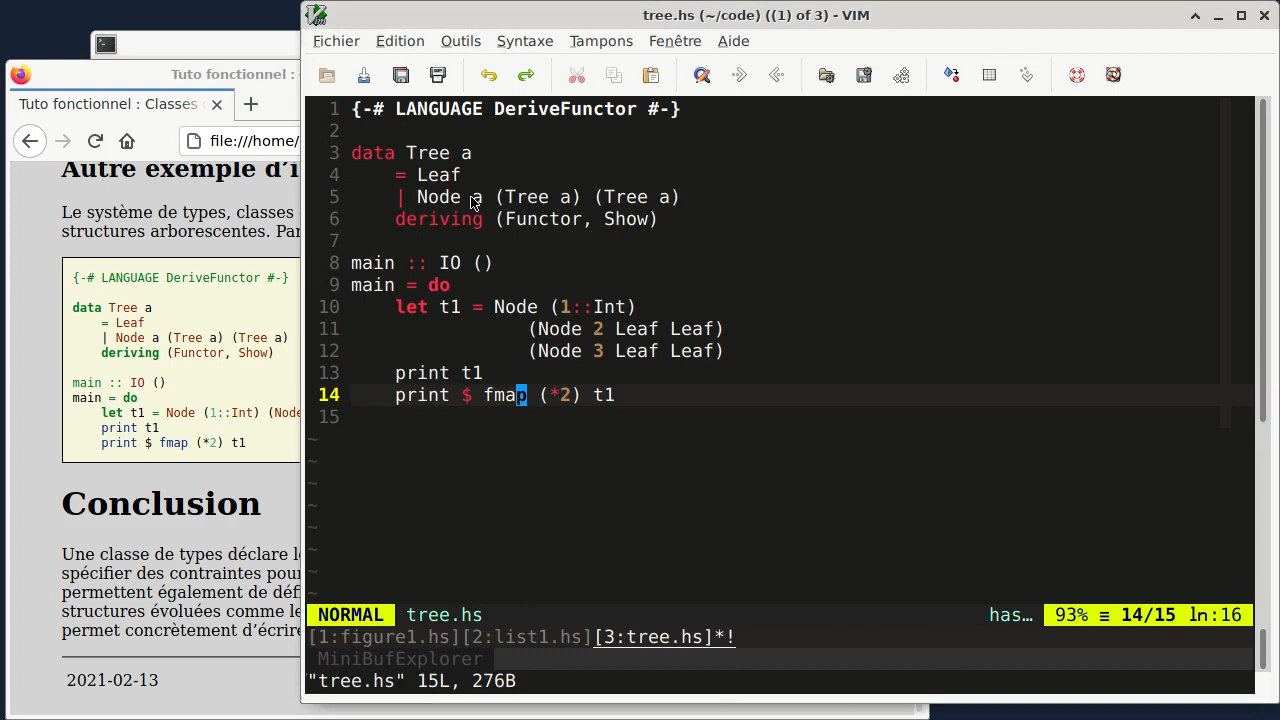 tree.hs (~/code) ((1) of 3) - VIM
Fichier Edition Outils Syntaxe Tampons Fenêtre Aide
1 {-# LANGUAGE DeriveFunctor #-}
2
3 data Tree a
4 = Leaf
5 | Node a (Tree a) (Tree a)
6 deriving (Functor, Show)
7
8 main :: IO ()
9 main = do
10 let t1 = Node (1::Int)
11 (Node 2 Leaf Leaf)
12 (Node 3 Leaf Leaf)
13 print t1
14 print $ fmap (*2) t1
15
~
~
~
~
~
~
~
~
NORMAL tree.hs has… 93% ≡ 14/15 ln:16
[1:figure1.hs][2:list1.hs][3:tree.hs]*!
MiniBufExplorer
"tree.hs" 15L, 276B
Tuto fonctionnel :
Tuto fonctionnel : Classes
file:///home/
Autre exemple d'i
Le système de types, classes
structures arborescentes. Par
{-# LANGUAGE DeriveFunctor #-}
data Tree a
= Leaf
| Node a (Tree a) (Tree a)
deriving (Functor, Show)
main :: IO ()
main = do
let t1 = Node (1::Int) (Nod
print t1
print $ fmap (*2) t1
Conclusion
Une classe de types déclare l
spécifier des contraintes pou
permettent également de déf
structures évoluées comme l
permet concrètement d'écrire
2021-02-13